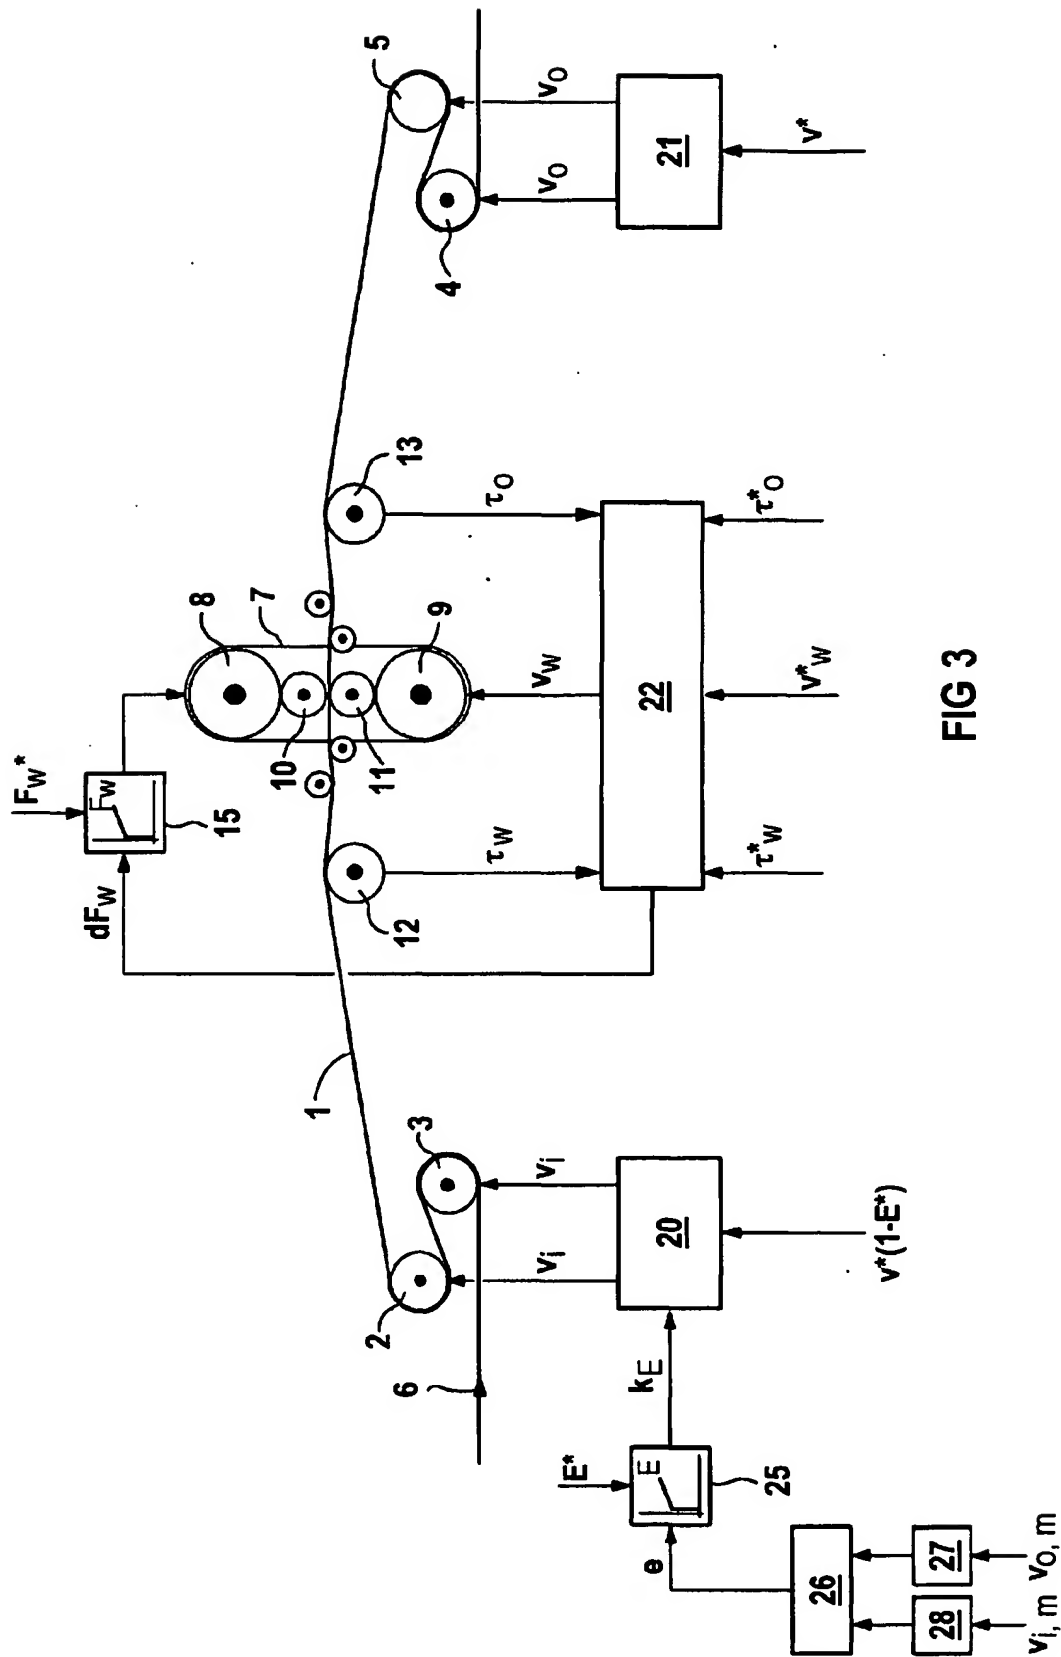 F_W*
dF_W
F_W
15
8
7
10
11
9
12
13
1
2
3
5
4
6
τ_W
v_W
τ_O
22
τ*_W
v*_W
τ*_O
v_i
v_i
20
v*(1-E*)
v_O
v_O
21
v*
k_E
E*
E
25
e
26
28
27
v_i, m
v_O, m
FIG 3